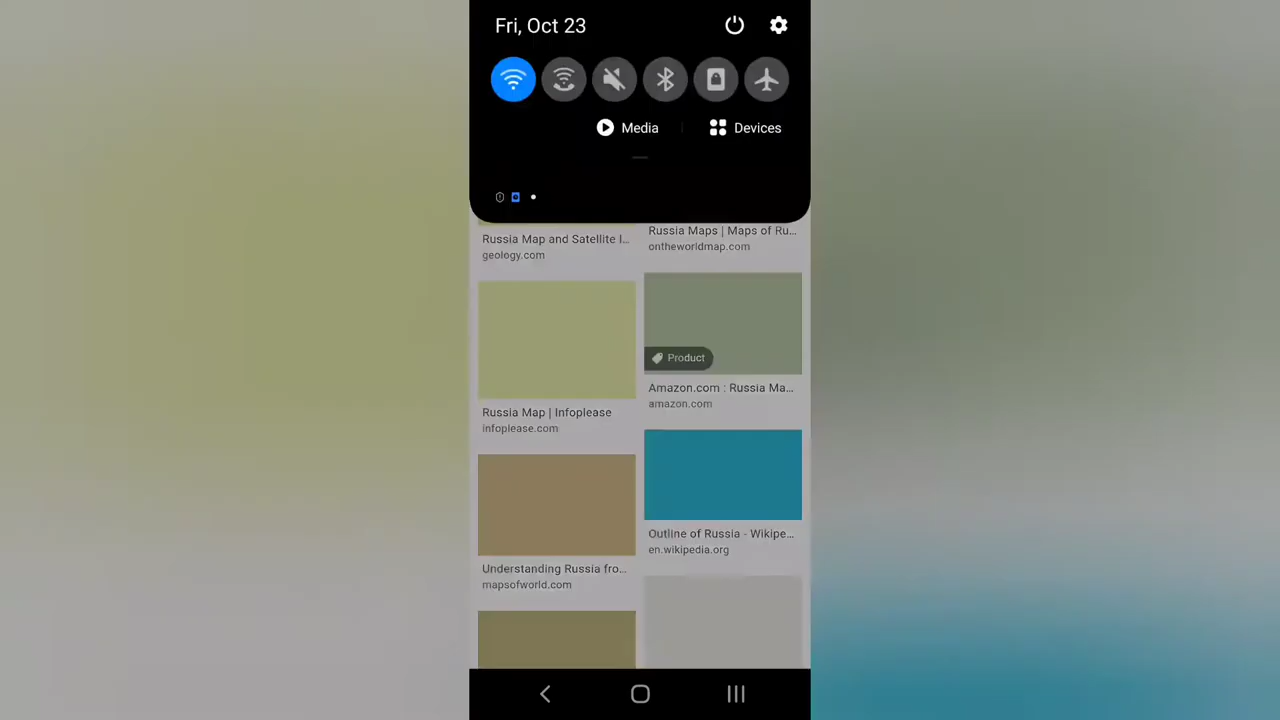 Fri, Oct 23
Media
Devices
Russia Map and Satellite I...
geology.com
Russia Maps | Maps of Ru...
ontheworldmap.com
Product
Russia Map | Infoplease
infoplease.com
Amazon.com : Russia Ma...
amazon.com
Understanding Russia fro...
mapsofworld.com
Outline of Russia - Wikipe...
en.wikipedia.org